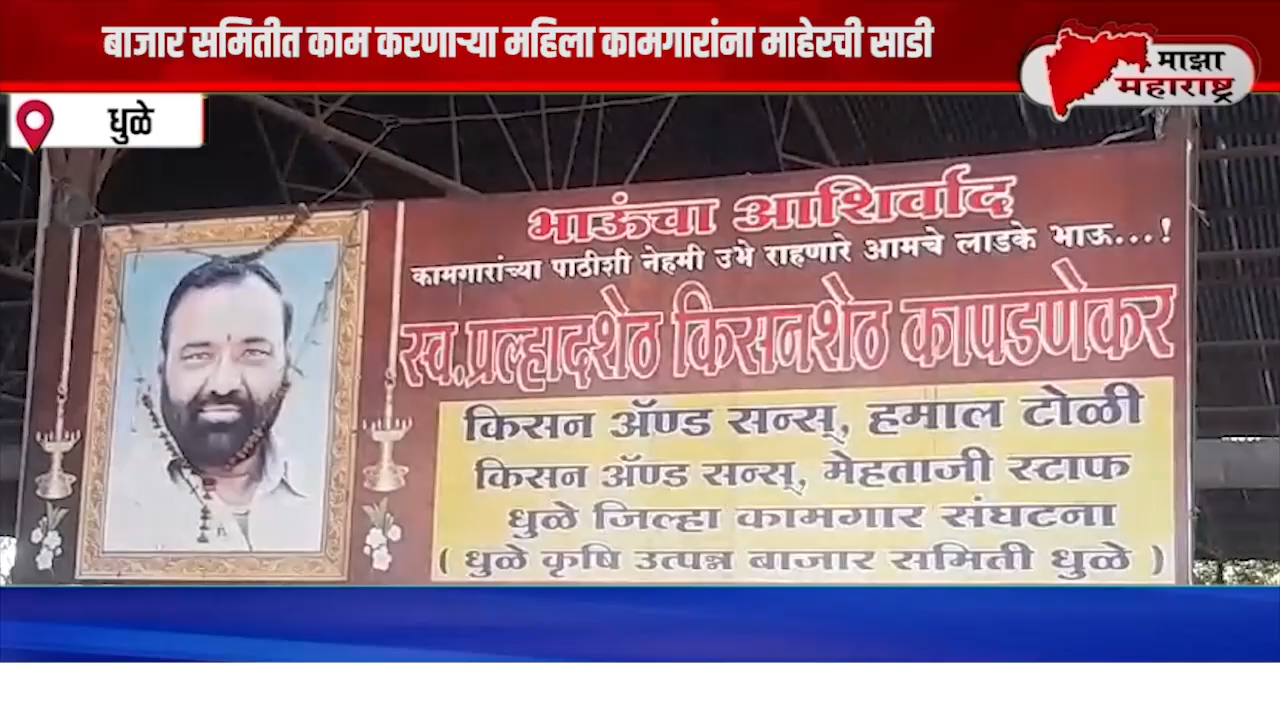 बाजार समितीत काम करणाऱ्या महिला कामगारांना माहेरची साडी
माझा
महाराष्ट्र
धुळे
भाऊंचा आशिर्वाद
कामगारांच्या पाठीशी नेहमी उभे राहणारे आमचे लाडके भाऊ...!
स्व.प्रल्हादशेठ किसनशेठ कापडणेकर
किसन ॲण्ड सन्स्, हमाल टोळी
किसन ॲण्ड सन्स्, मेहताजी स्टाफ
धुळे जिल्हा कामगार संघटना
( धुळे कृषि उत्पन्न बाजार समिती धुळे )